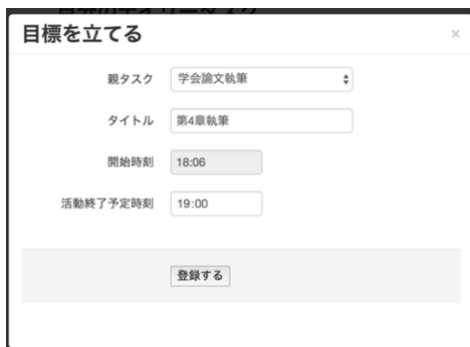 目標を立てる
×
親タスク 学会論文執筆
タイトル 第4章執筆
開始時刻 18:06
活動終了予定時刻 19:00
登録する